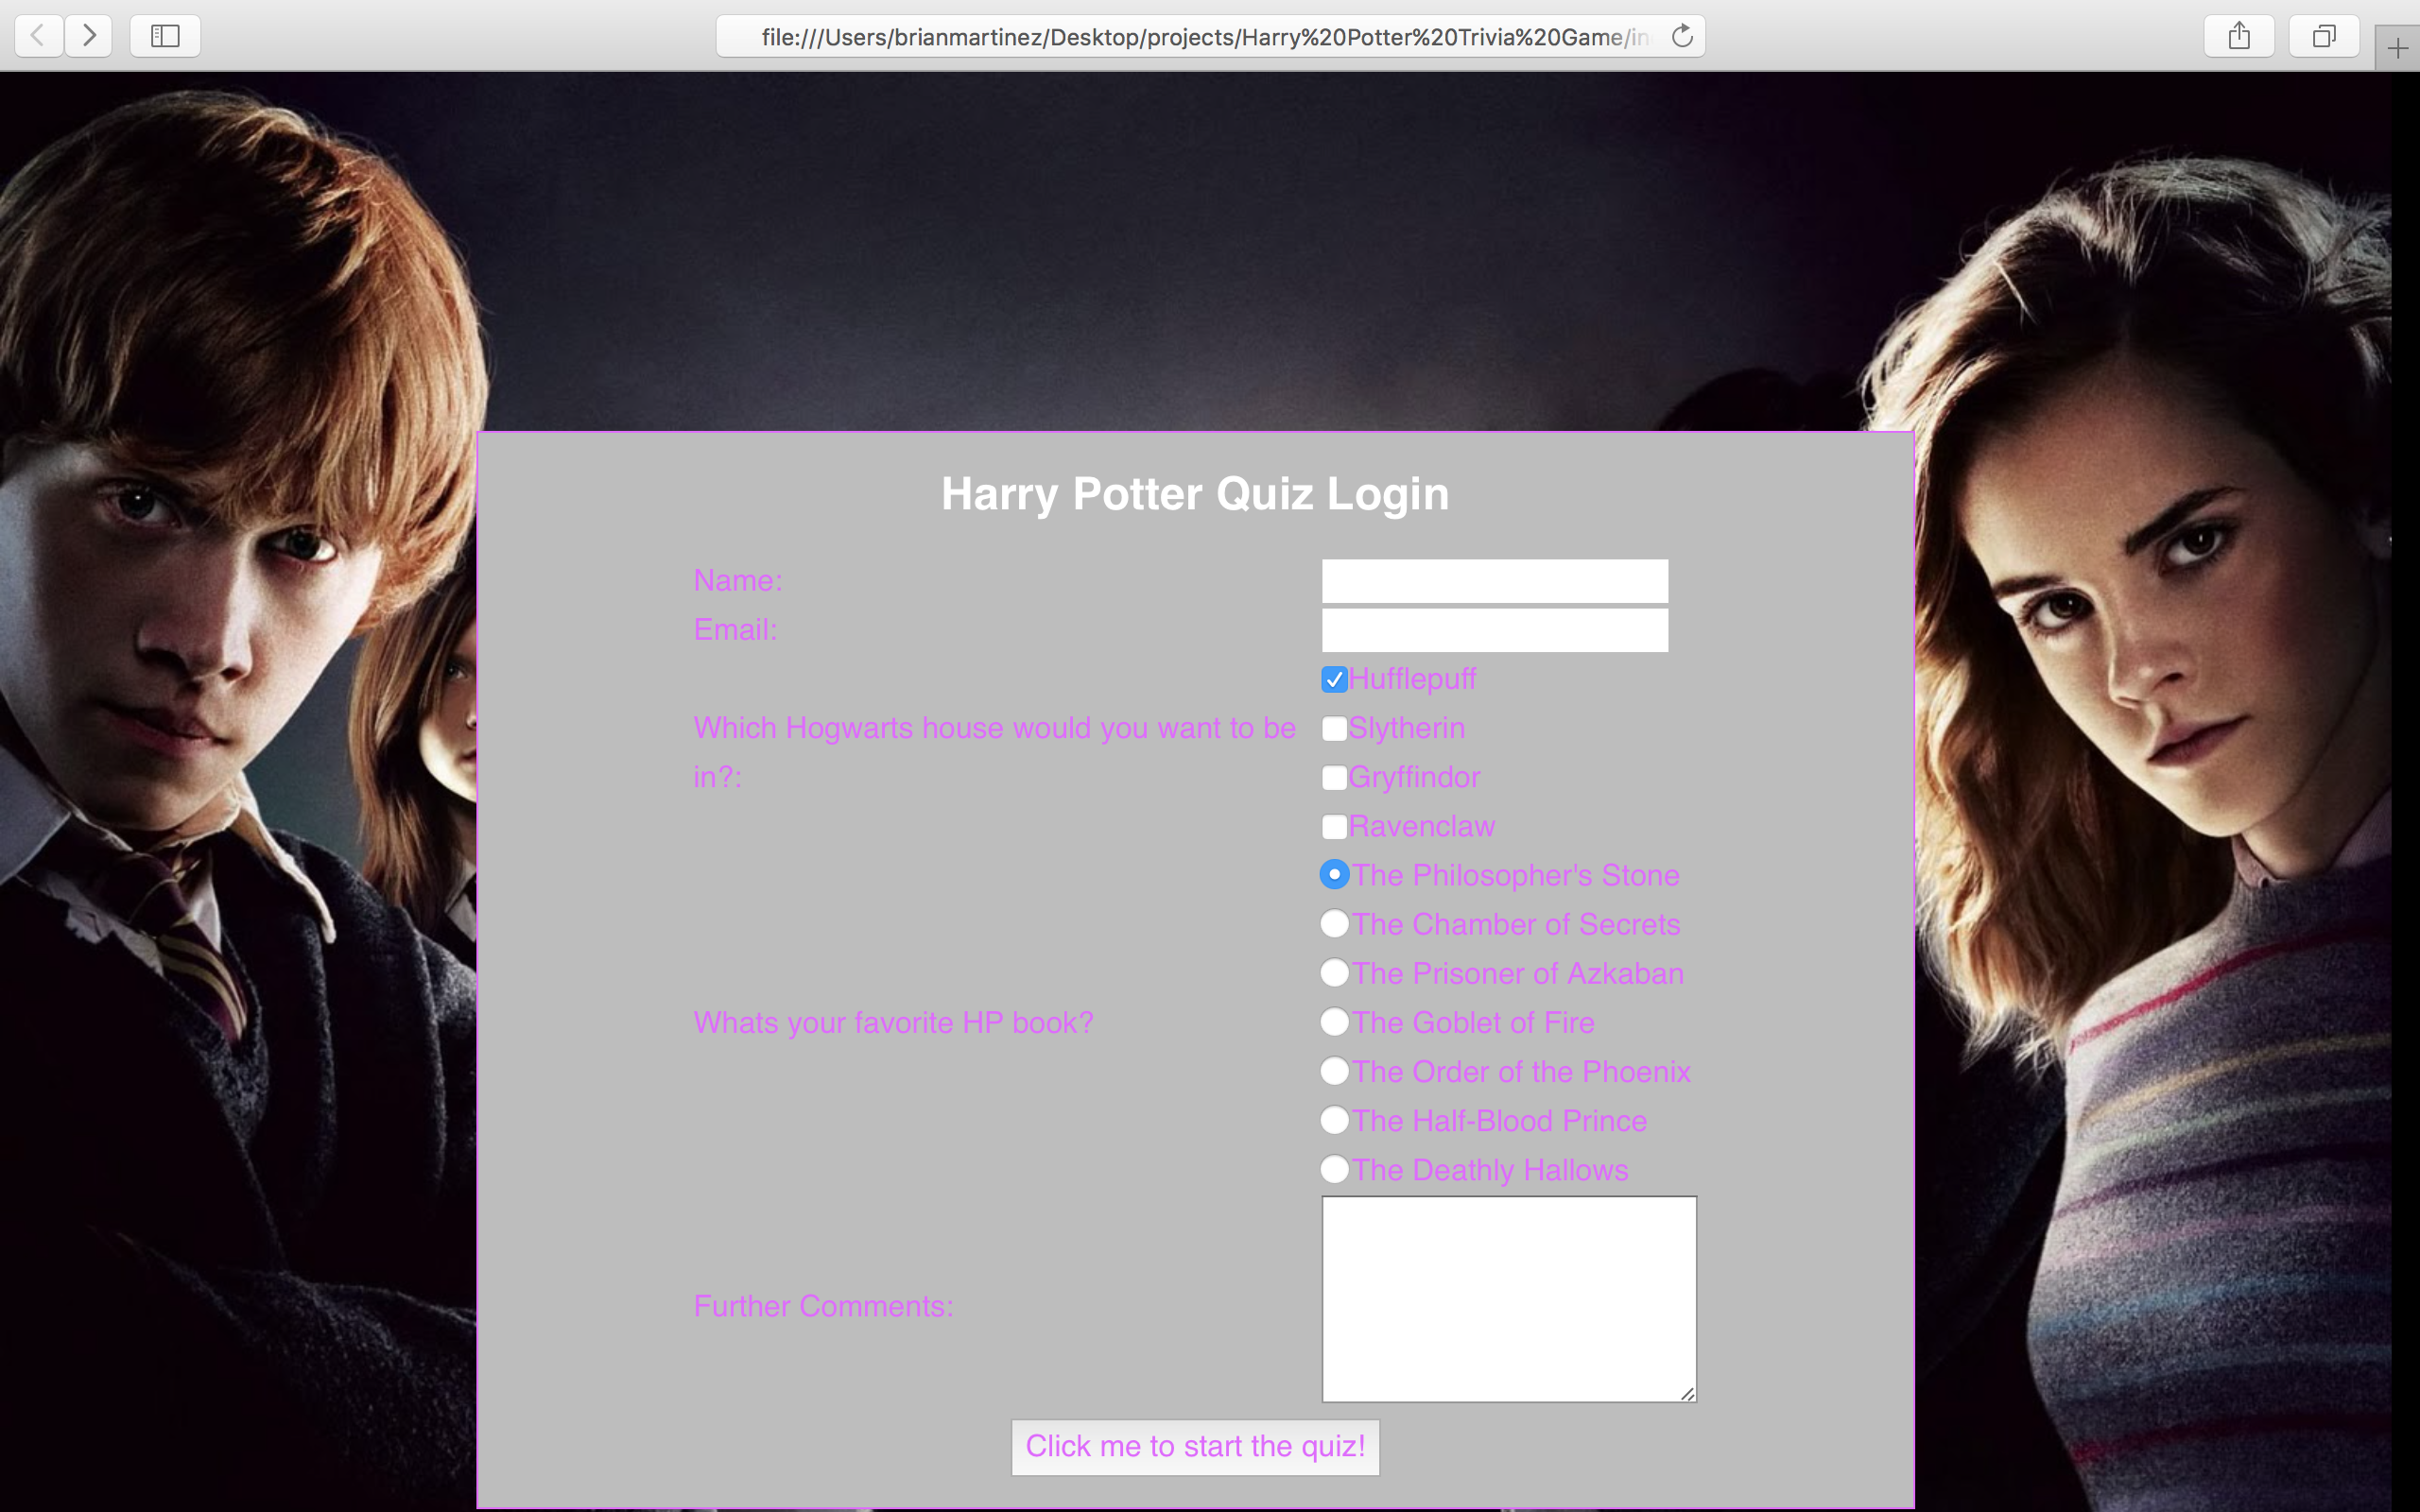 file:///Users/brianmartinez/Desktop/projects/Harry%20Potter%20Trivia%20Game/in
Harry Potter Quiz Login
Name:
Email:
Hufflepuff
Which Hogwarts house would you want to be
in?:
Slytherin
Gryffindor
Ravenclaw
The Philosopher's Stone
The Chamber of Secrets
The Prisoner of Azkaban
Whats your favorite HP book?
The Goblet of Fire
The Order of the Phoenix
The Half-Blood Prince
The Deathly Hallows
Further Comments:
Click me to start the quiz!